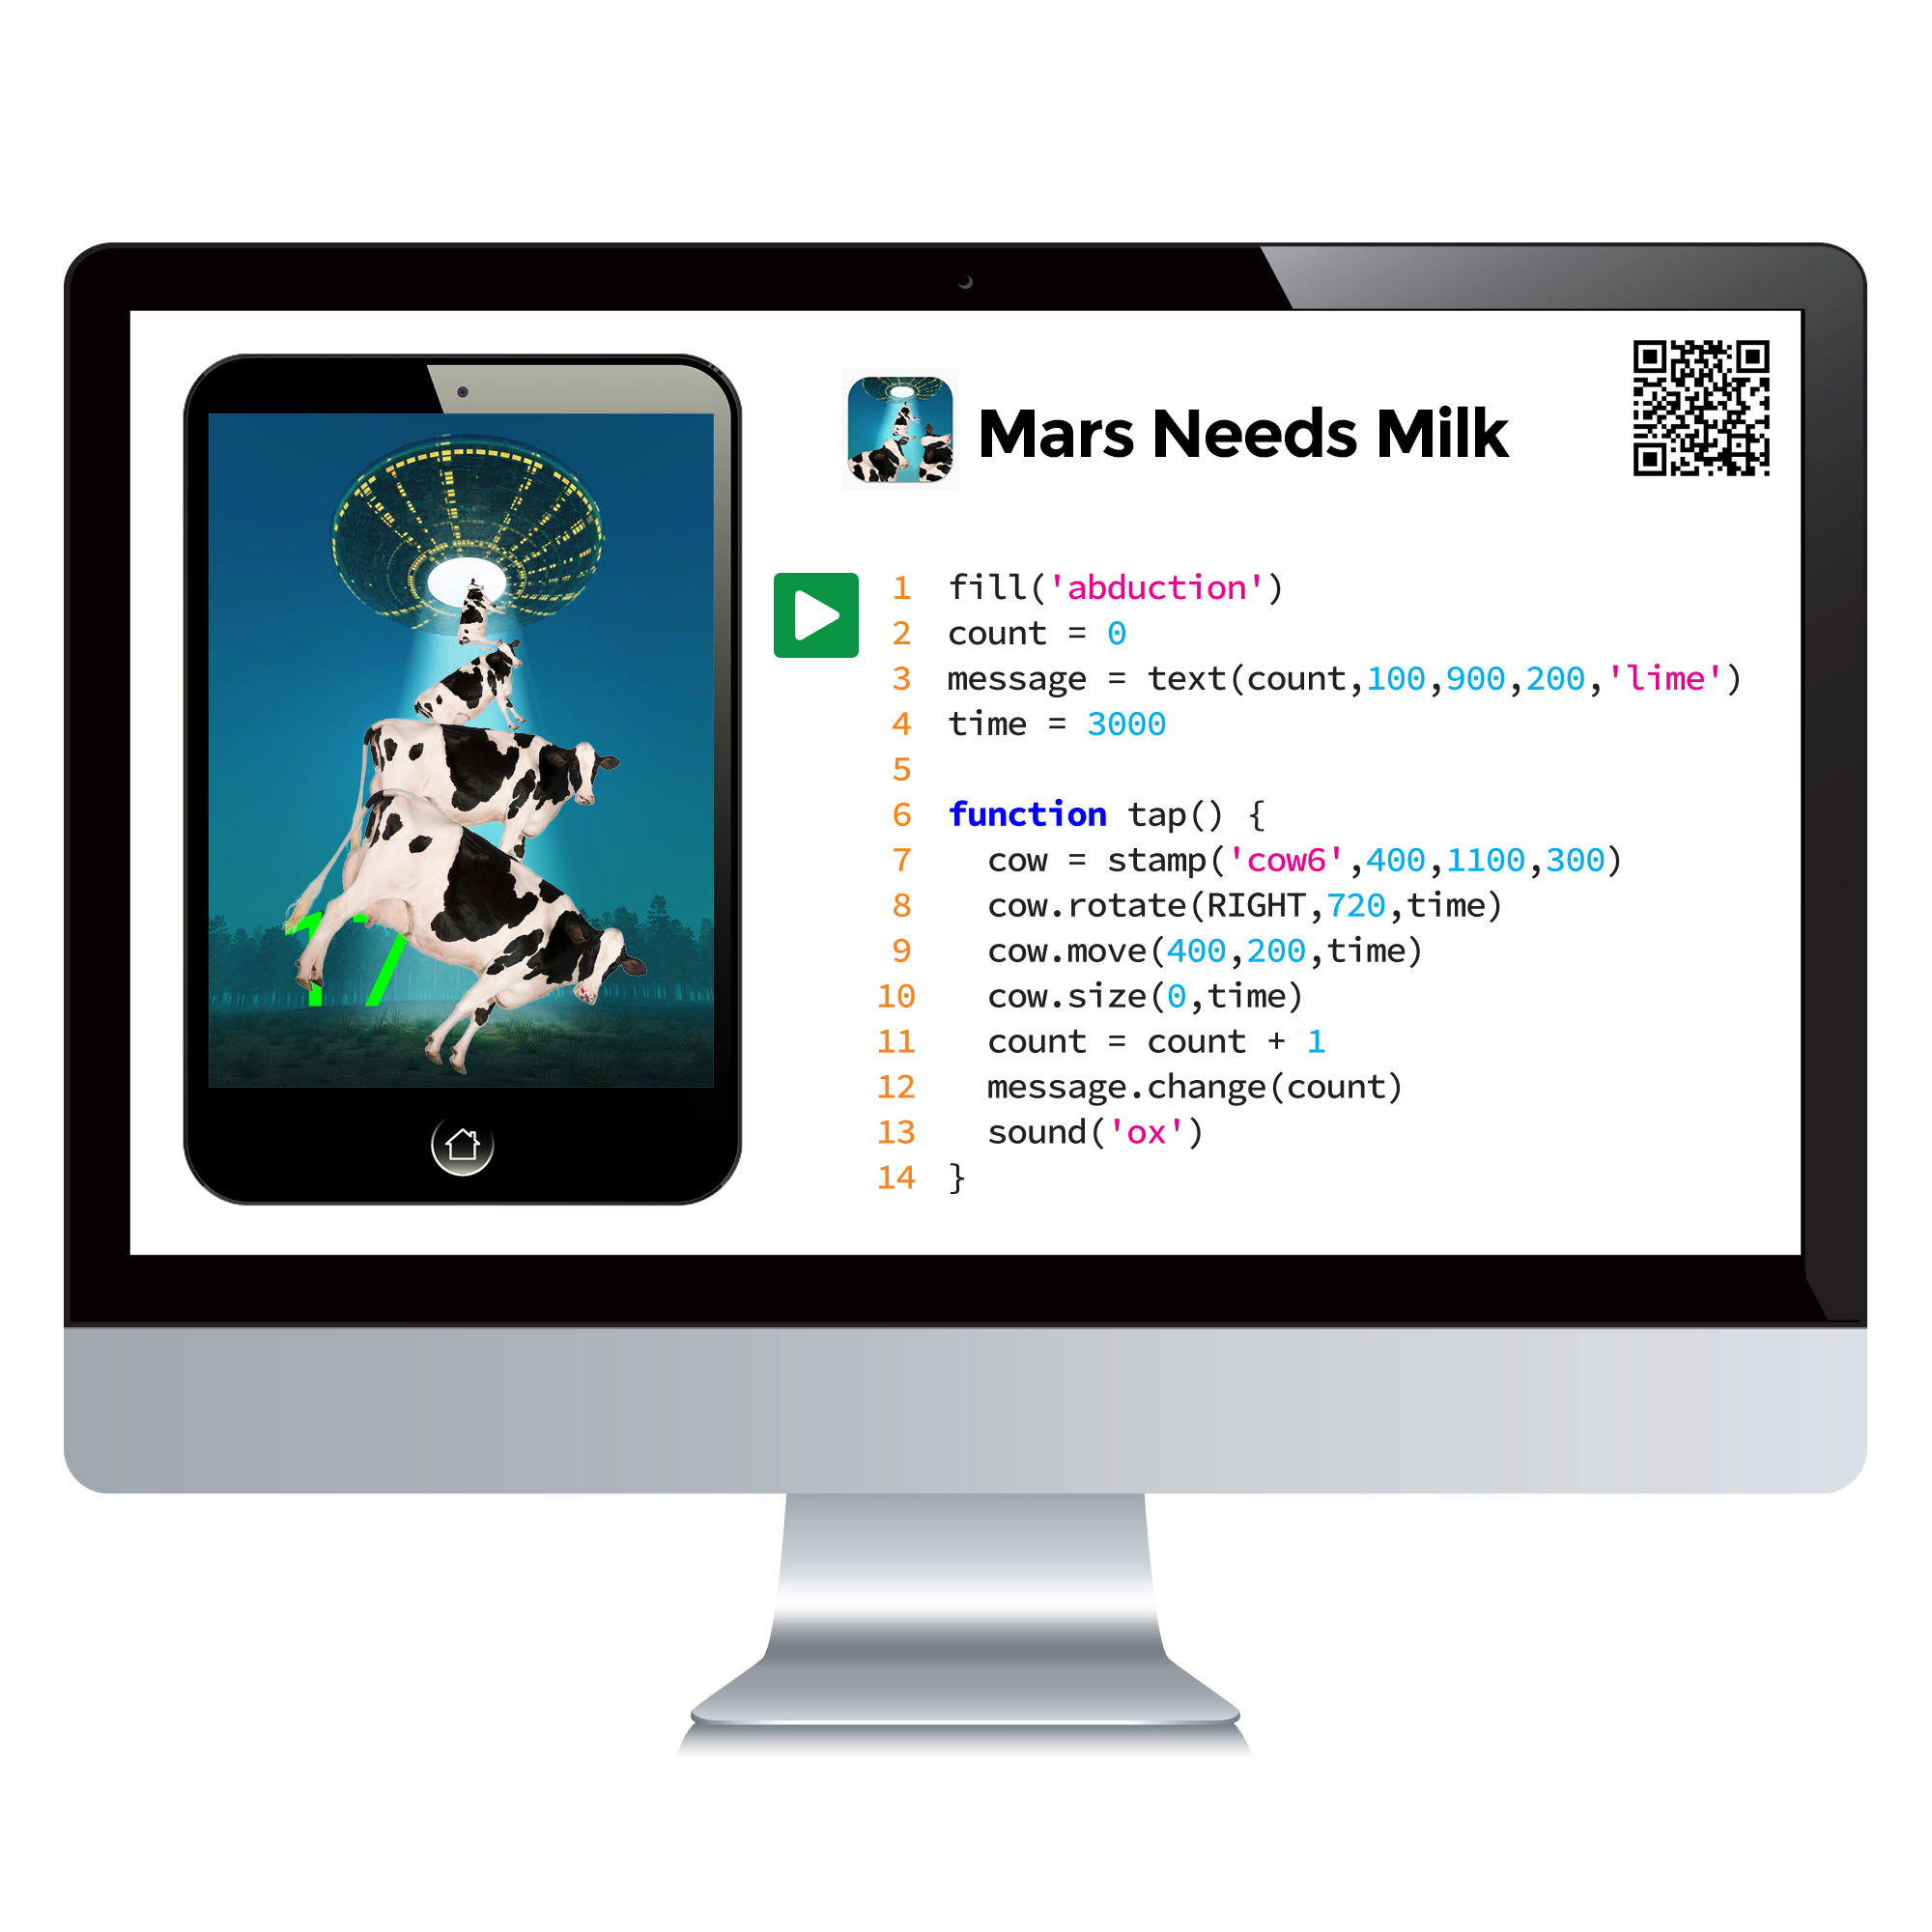 Mars Needs Milk
1 fill('abduction')
2 count = 0
3 message = text(count,100,900,200,'lime')
4 time = 3000
5
6 function tap() {
7   cow = stamp('cow6',400,1100,300)
8   cow.rotate(RIGHT,720,time)
9   cow.move(400,200,time)
10   cow.size(0,time)
11   count = count + 1
12   message.change(count)
13   sound('ox')
14 }
17